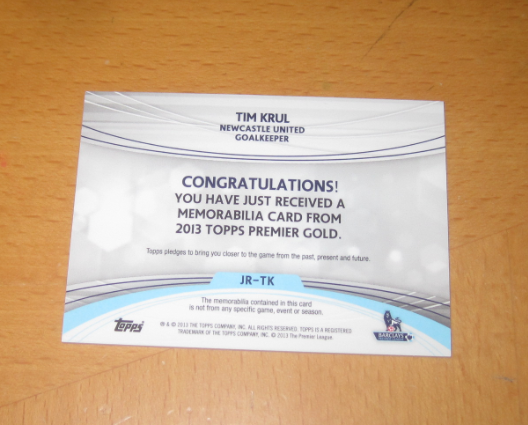 TIM KRUL
NEWCASTLE UNITED
GOALKEEPER
CONGRATULATIONS!
YOU HAVE JUST RECEIVED A
MEMORABILIA CARD FROM
2013 TOPPS PREMIER GOLD.
Topps pledges to bring you closer to the game from the past, present and future.
JR-TK
The memorabilia contained in this card
is not from any specific game, event or season.
topps
® & © 2013 THE TOPPS COMPANY, INC. ALL RIGHTS RESERVED. TOPPS IS A REGISTERED
TRADEMARK OF THE TOPPS COMPANY, INC. © 2013 The Premier League
BARCLAYS